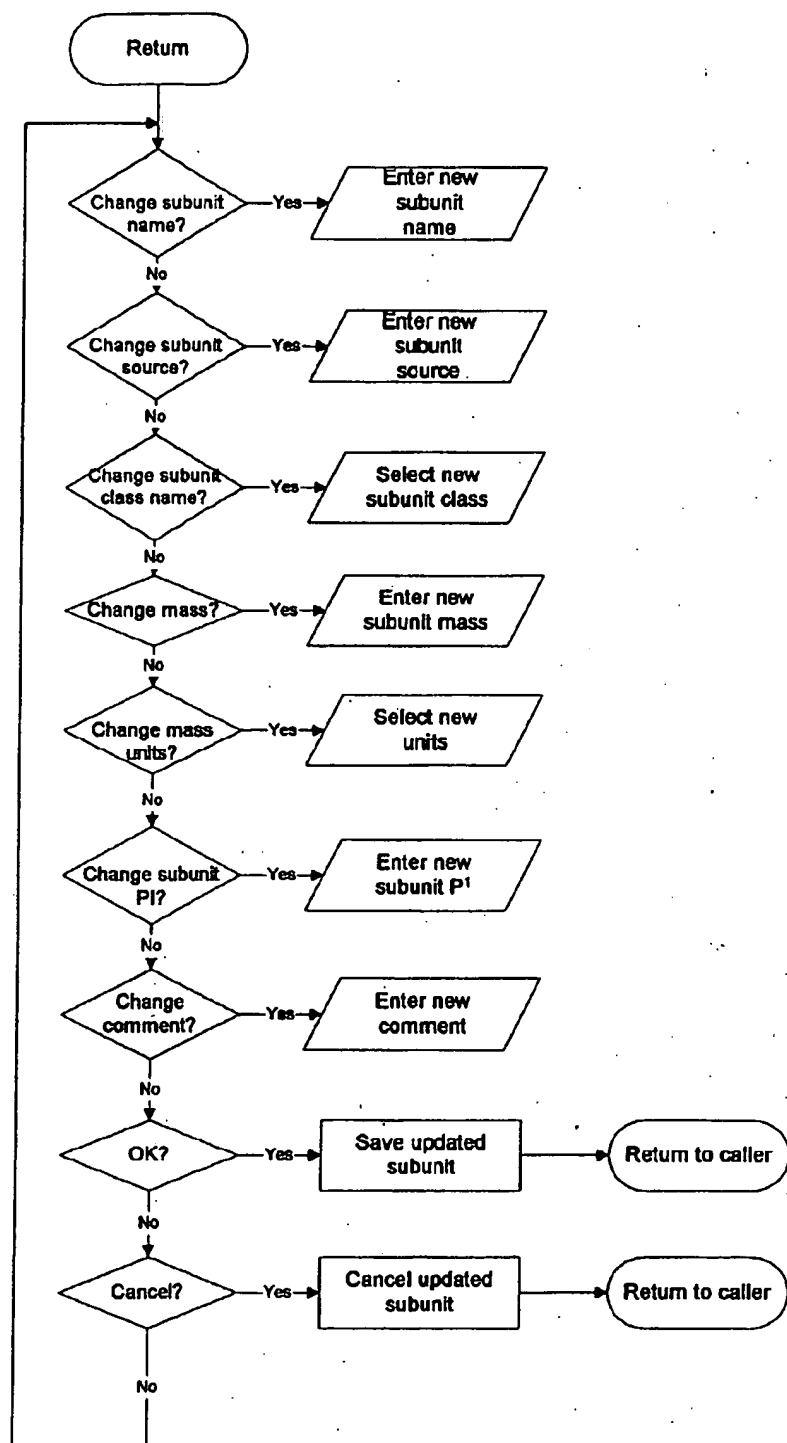 Return
Change subunit
name?
Yes
Enter new
subunit
name
No
Change subunit
source?
Yes
Enter new
subunit
source
No
Change subunit
class name?
Yes
Select new
subunit class
No
Change mass?
Yes
Enter new
subunit mass
No
Change mass
units?
Yes
Select new
units
No
Change subunit
PI?
Yes
Enter new
subunit P¹
No
Change
comment?
Yes
Enter new
comment
No
OK?
Yes
Save updated
subunit
Return to caller
No
Cancel?
Yes
Cancel updated
subunit
Return to caller
No